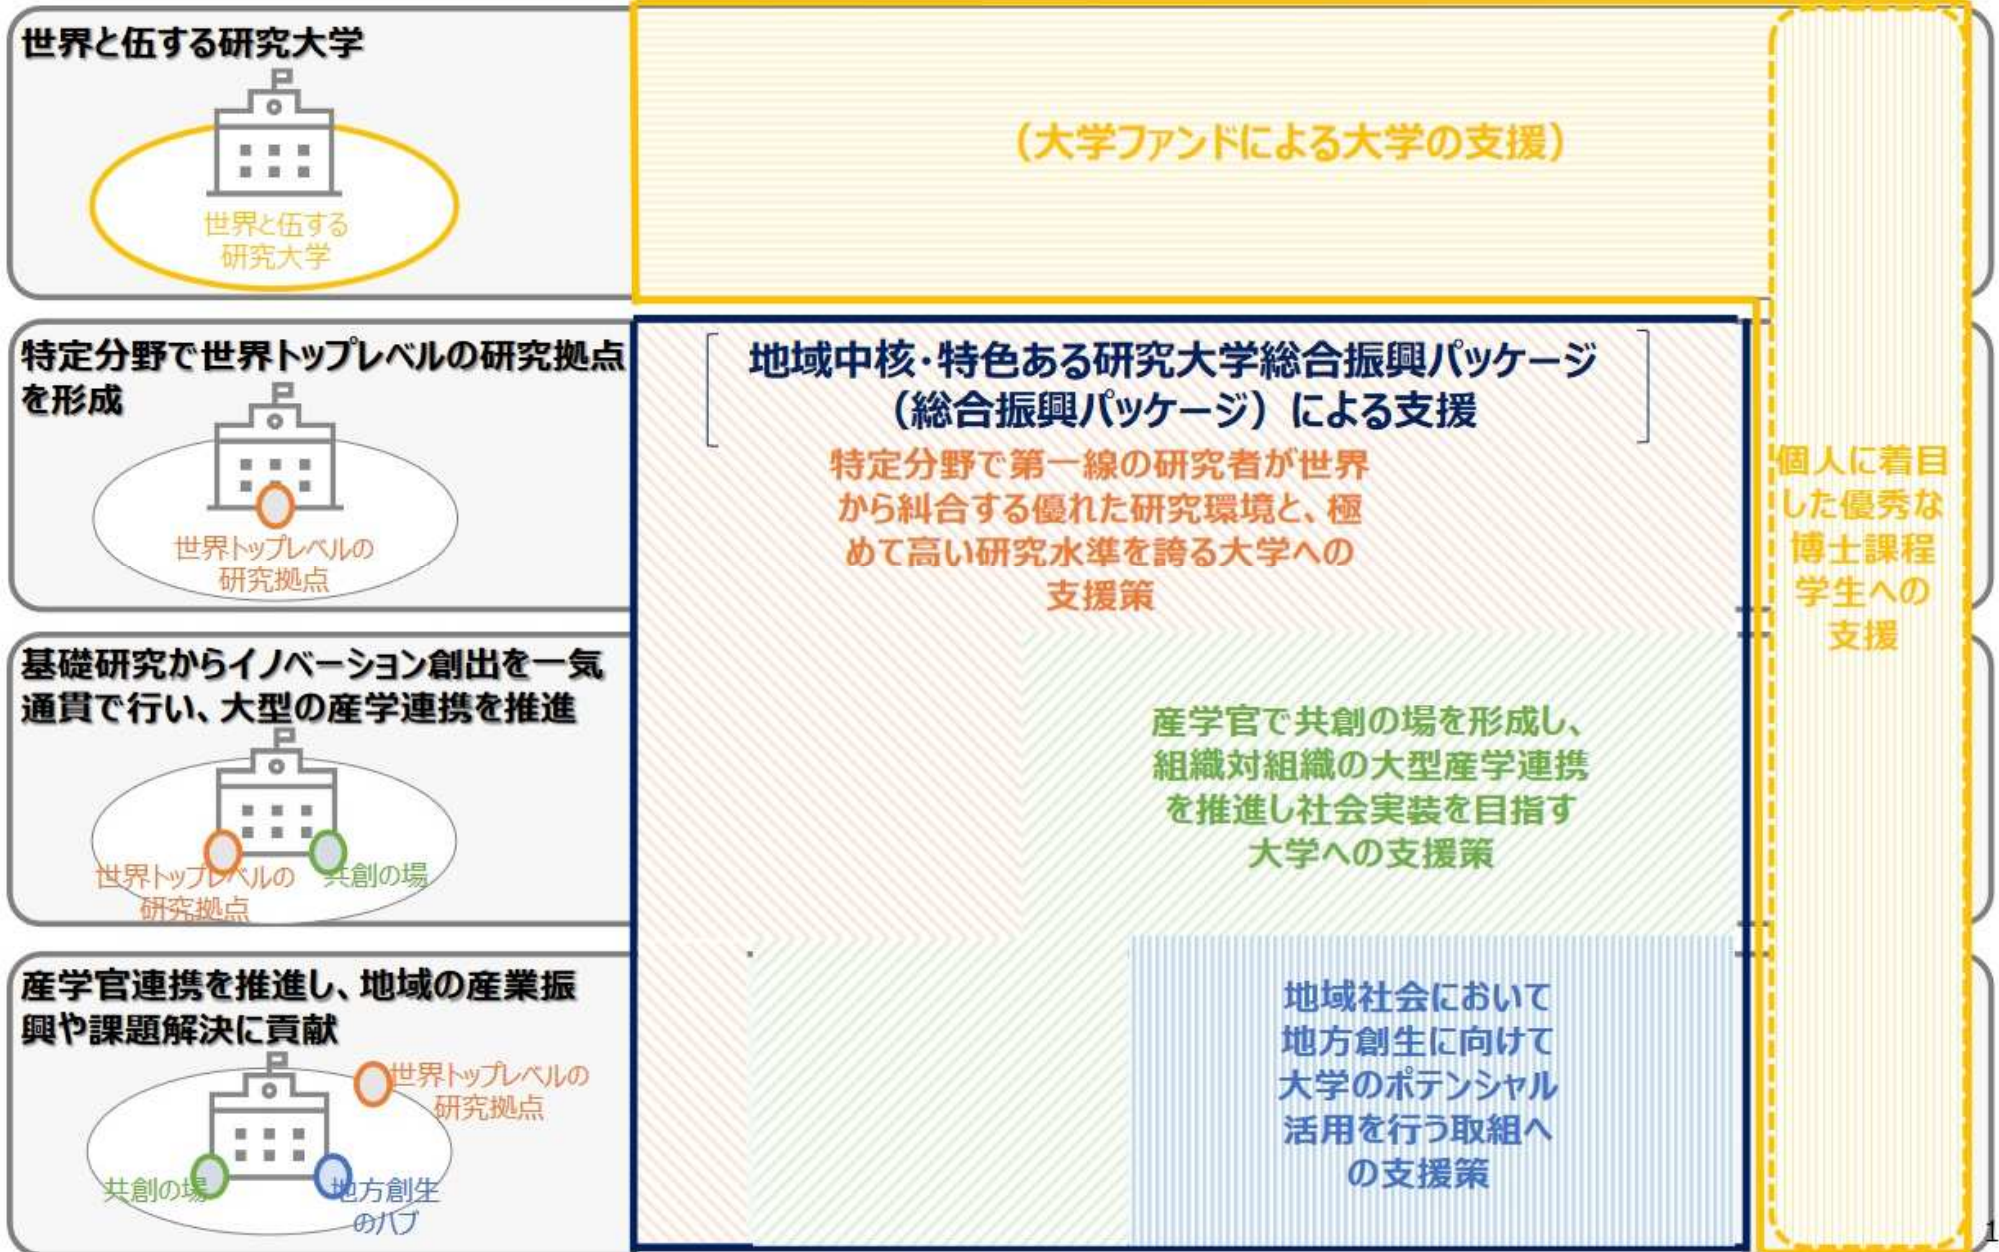 世界と伍する研究大学
世界と伍する
研究大学
（大学ファンドによる大学の支援）
特定分野で世界トップレベルの研究拠点
を形成
世界トップレベルの
研究拠点
地域中核・特色ある研究大学総合振興パッケージ
（総合振興パッケージ）による支援
特定分野で第一線の研究者が世界
から糾合する優れた研究環境と、極
めて高い研究水準を誇る大学への
支援策
個人に着目
した優秀な
博士課程
学生への
支援
基礎研究からイノベーション創出を一気
通貫で行い、大型の産学連携を推進
世界トップレベルの
研究拠点
共創の場
産学官で共創の場を形成し、
組織対組織の大型産学連携
を推進し社会実装を目指す
大学への支援策
産学官連携を推進し、地域の産業振
興や課題解決に貢献
世界トップレベルの
研究拠点
共創の場
地方創生
のハブ
地域社会において
地方創生に向けて
大学のポテンシャル
活用を行う取組へ
の支援策
1